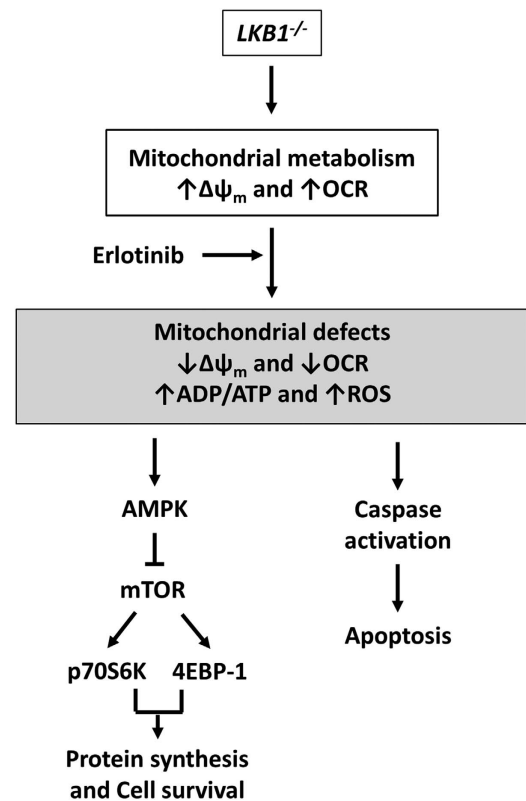 LKB1-/-
Mitochondrial metabolism
↑Δψm and ↑OCR
Erlotinib
Mitochondrial defects
↓Δψm and ↓OCR
↑ADP/ATP and ↑ROS
AMPK
mTOR
p70S6K 4EBP-1
Protein synthesis
and Cell survival
Caspase
activation
Apoptosis